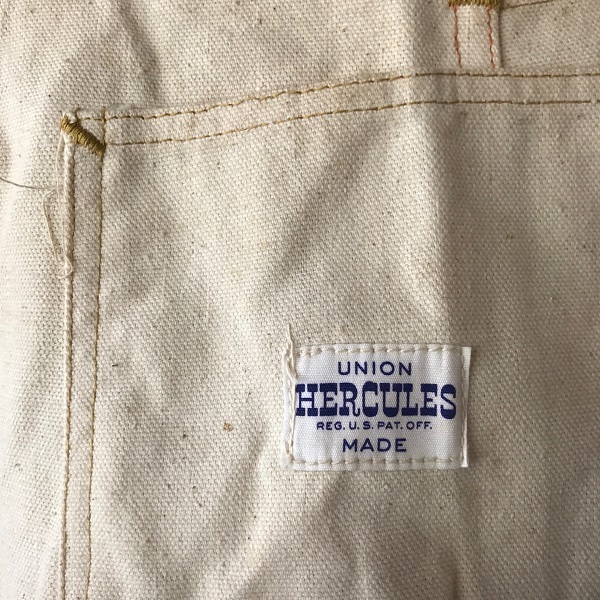 UNION
HERCULES
REG. U.S. PAT. OFF.
MADE